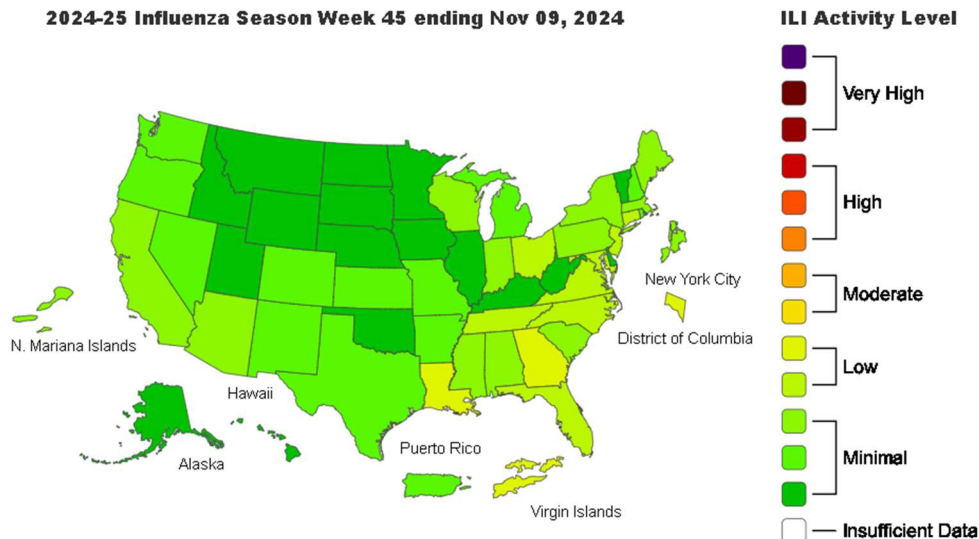 2024-25 Influenza Season Week 45 ending Nov 09, 2024
ILI Activity Level
Very High
High
Moderate
Low
Minimal
Insufficient Data
New York City
District of Columbia
N. Mariana Islands
Hawaii
Alaska
Puerto Rico
Virgin Islands